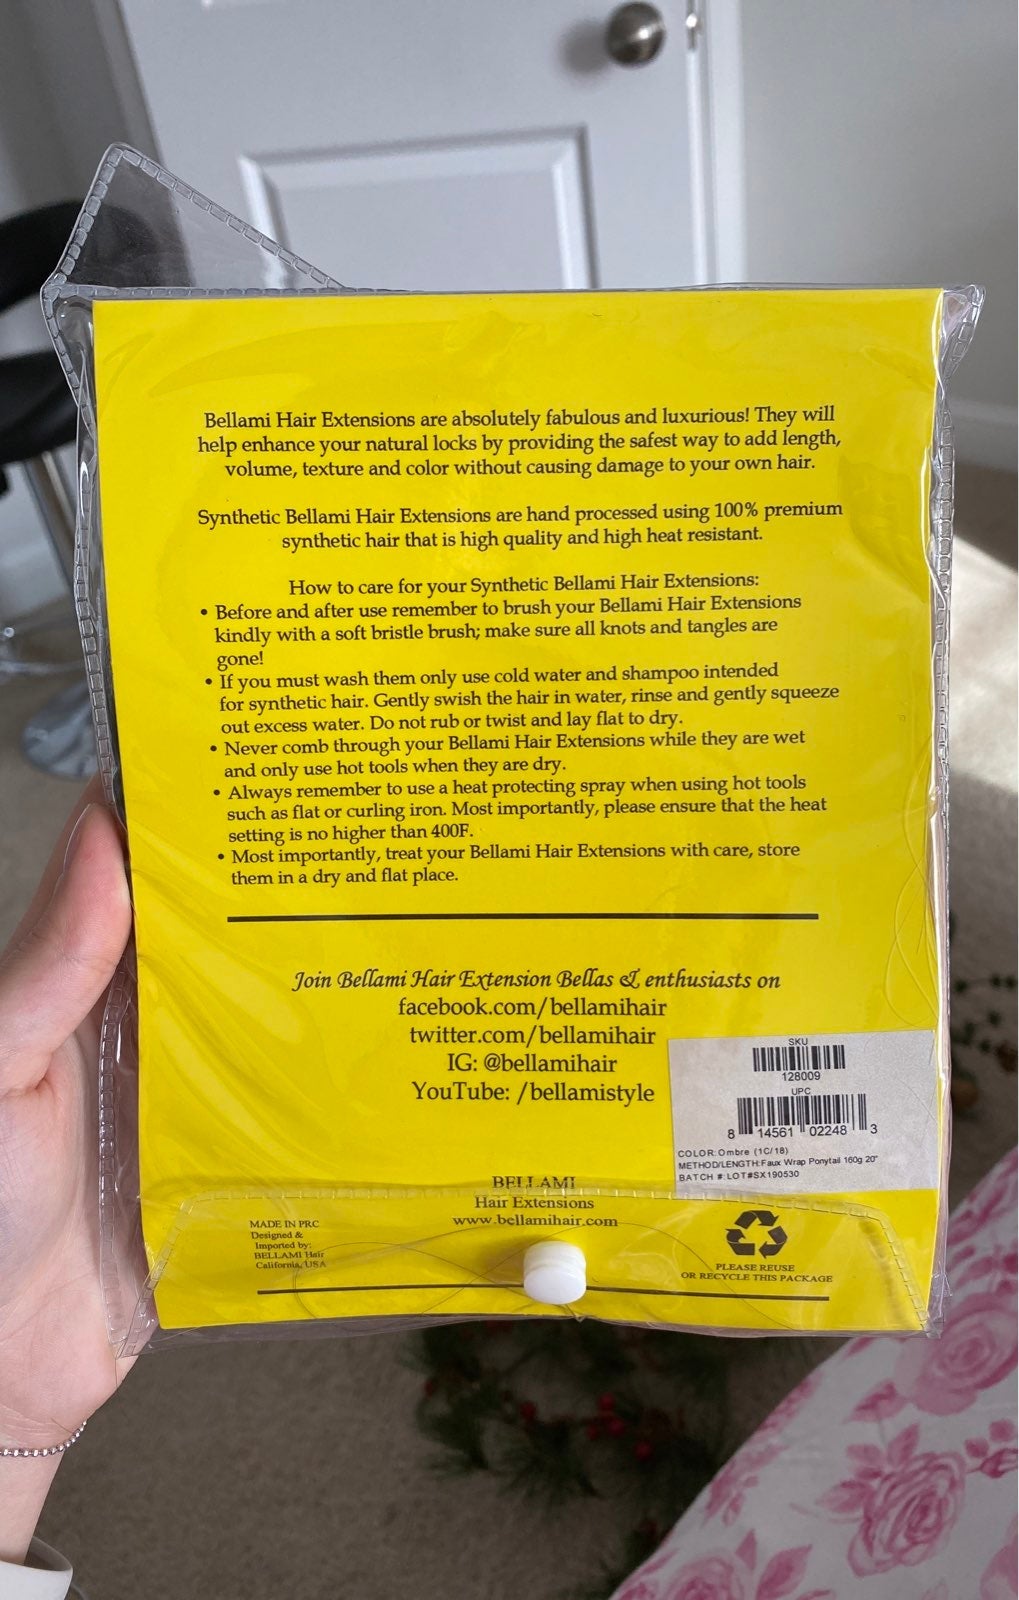 Bellami Hair Extensions are absolutely fabulous and luxurious! They will
help enhance your natural locks by providing the safest way to add length,
volume, texture and color without causing damage to your own hair.
Synthetic Bellami Hair Extensions are hand processed using 100% premium
synthetic hair that is high quality and high heat resistant.
How to care for your Synthetic Bellami Hair Extensions:
• Before and after use remember to brush your Bellami Hair Extensions
kindly with a soft bristle brush; make sure all knots and tangles are
gone!
• If you must wash them only use cold water and shampoo intended
for synthetic hair. Gently swish the hair in water, rinse and gently squeeze
out excess water. Do not rub or twist and lay flat to dry.
• Never comb through your Bellami Hair Extensions while they are wet
and only use hot tools when they are dry.
• Always remember to use a heat protecting spray when using hot tools
such as flat or curling iron. Most importantly, please ensure that the heat
setting is no higher than 400F.
• Most importantly, treat your Bellami Hair Extensions with care, store
them in a dry and flat place.
Join Bellami Hair Extension Bellas & enthusiasts on
facebook.com/bellamihair
twitter.com/bellamihair
IG: @bellamihair
YouTube: /bellamistyle
SKU
128009
UPC
8 14561 02248 3
COLOR:Ombre (1C/18)
METHOD/LENGTH:Faux Wrap Ponytail 160g 20"
BATCH #:LOT#SX190530
BELLAMI
Hair Extensions
www.bellamihair.com
MADE IN PRC
Designed &
Imported by:
BELLAMI Hair
California, USA
PLEASE REUSE
OR RECYCLE THIS PACKAGE